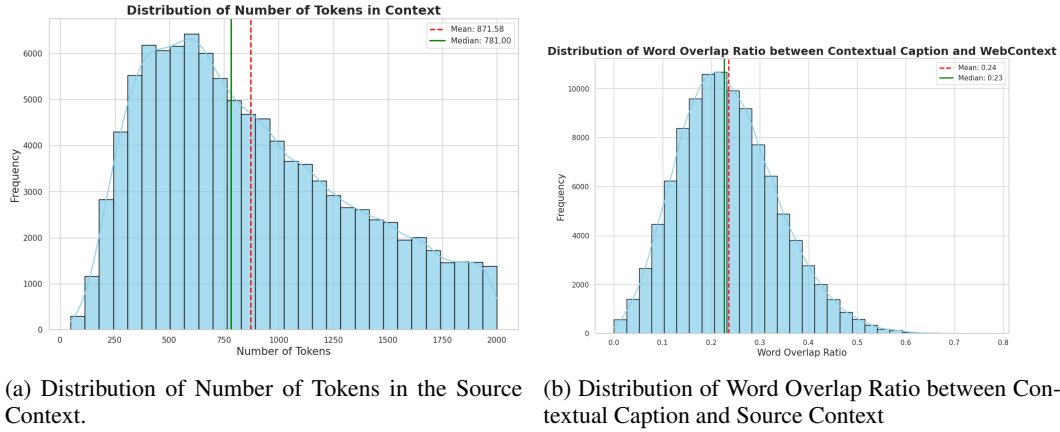 Distribution of Number of Tokens in Context
Mean: 871.58
Median: 781.00
Frequency
6000
5000
4000
3000
2000
1000
0
0 250 500 750 1000 1250 1500 1750 2000
Number of Tokens
(a) Distribution of Number of Tokens in the Source
Context.
Distribution of Word Overlap Ratio between Contextual Caption and WebContext
Mean: 0.24
Median: 0.23
Frequency
10000
8000
6000
4000
2000
0
0.0 0.1 0.2 0.3 0.4 0.5 0.6 0.7 0.8
Word Overlap Ratio
(b) Distribution of Word Overlap Ratio between Con-
textual Caption and Source Context